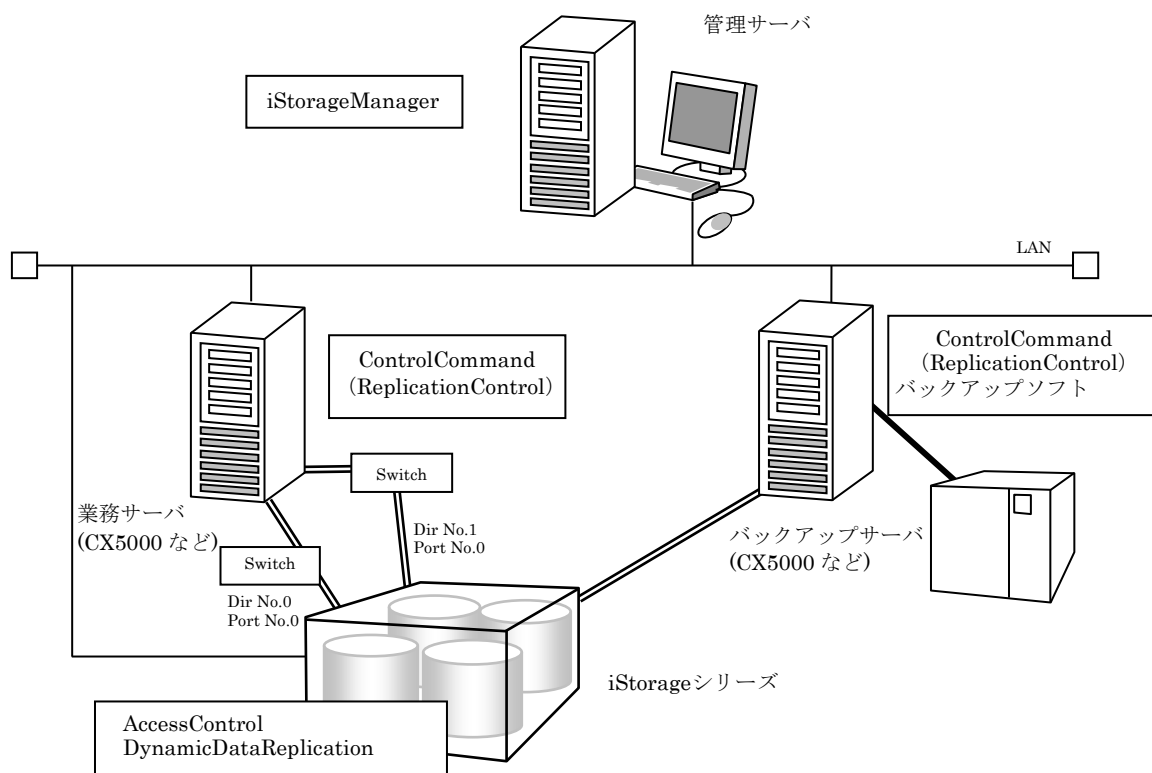 管理サーバ
iStorageManager
LAN
ControlCommand
（ReplicationControl）
ControlCommand
（ReplicationControl）
バックアップソフト
Switch
業務サーバ
(CX5000 など)
Dir No.1
Port No.0
Switch
Dir No.0
Port No.0
バックアップサーバ
(CX5000 など)
iStorageシリーズ
AccessControl
DynamicDataReplication